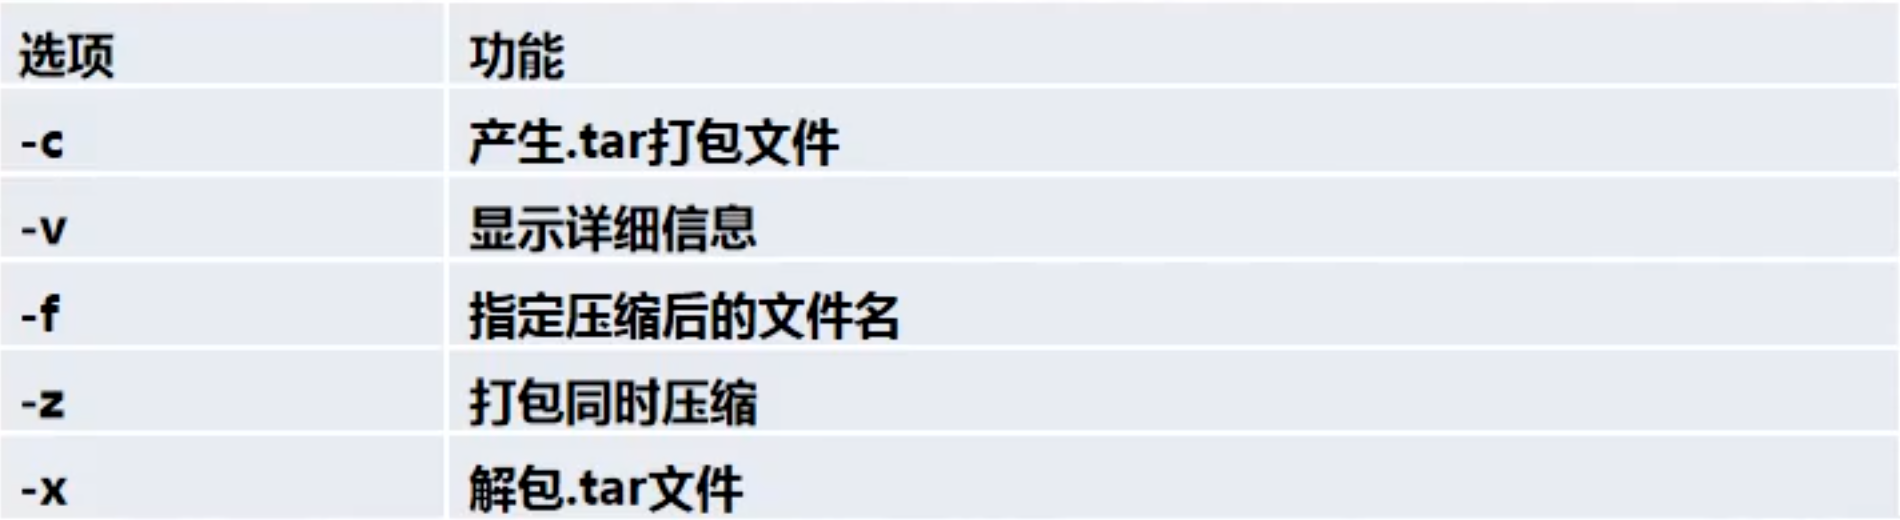 选项 功能
-c 产生.tar打包文件
-v 显示详细信息
-f 指定压缩后的文件名
-z 打包同时压缩
-x 解包.tar文件